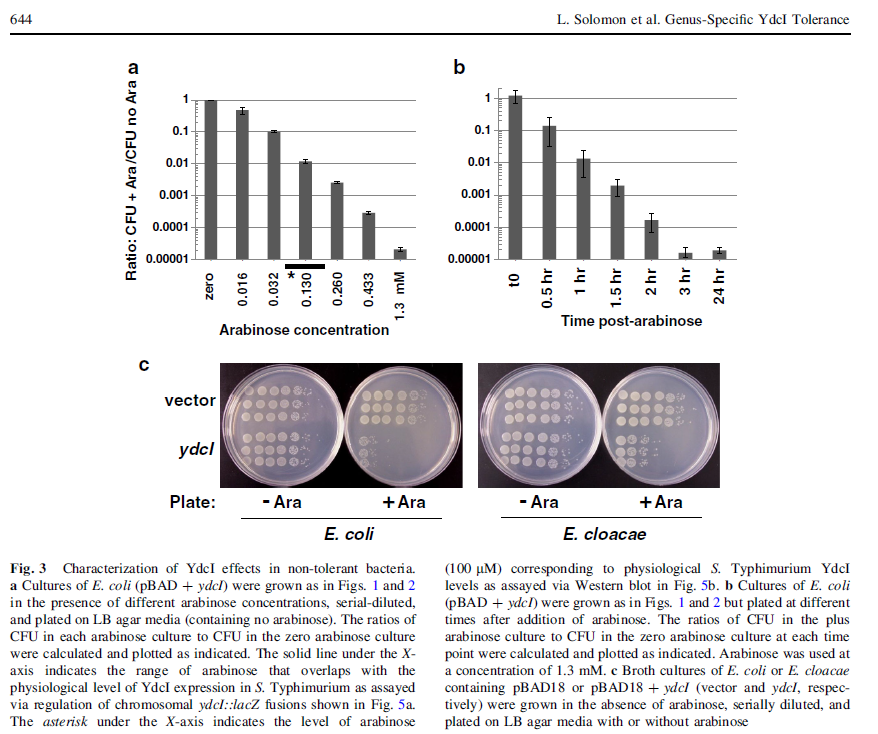 644
L. Solomon et al. Genus-Specific YdcI Tolerance
a
b
Ratio: CFU + Ara/CFU no Ara
1
0.1
0.01
0.001
0.0001
0.00001
zero
0.016
0.032
*
0.130
0.260
0.433
1.3 mM
Arabinose concentration
1
0.1
0.01
0.001
0.0001
0.00001
t0
0.5 hr
1 hr
1.5 hr
2 hr
3 hr
24 hr
Time post-arabinose
c
vector
ydcI
Plate:
- Ara
+ Ara
- Ara
+ Ara
E. coli
E. cloacae
Fig. 3 Characterization of YdcI effects in non-tolerant bacteria.
a Cultures of E. coli (pBAD + ydcI) were grown as in Figs. 1 and 2
in the presence of different arabinose concentrations, serial-diluted,
and plated on LB agar media (containing no arabinose). The ratios of
CFU in each arabinose culture to CFU in the zero arabinose culture
were calculated and plotted as indicated. The solid line under the X-
axis indicates the range of arabinose that overlaps with the
physiological level of YdcI expression in S. Typhimurium as assayed
via regulation of chromosomal ydcI::lacZ fusions shown in Fig. 5a.
The asterisk under the X-axis indicates the level of arabinose
(100 μM) corresponding to physiological S. Typhimurium YdcI
levels as assayed via Western blot in Fig. 5b. b Cultures of E. coli
(pBAD + ydcI) were grown as in Figs. 1 and 2 but plated at different
times after addition of arabinose. The ratios of CFU in the plus
arabinose culture to CFU in the zero arabinose culture at each time
point were calculated and plotted as indicated. Arabinose was used at
a concentration of 1.3 mM. c Broth cultures of E. coli or E. cloacae
containing pBAD18 or pBAD18 + ydcI (vector and ydcI, respec-
tively) were grown in the absence of arabinose, serially diluted, and
plated on LB agar media with or without arabinose